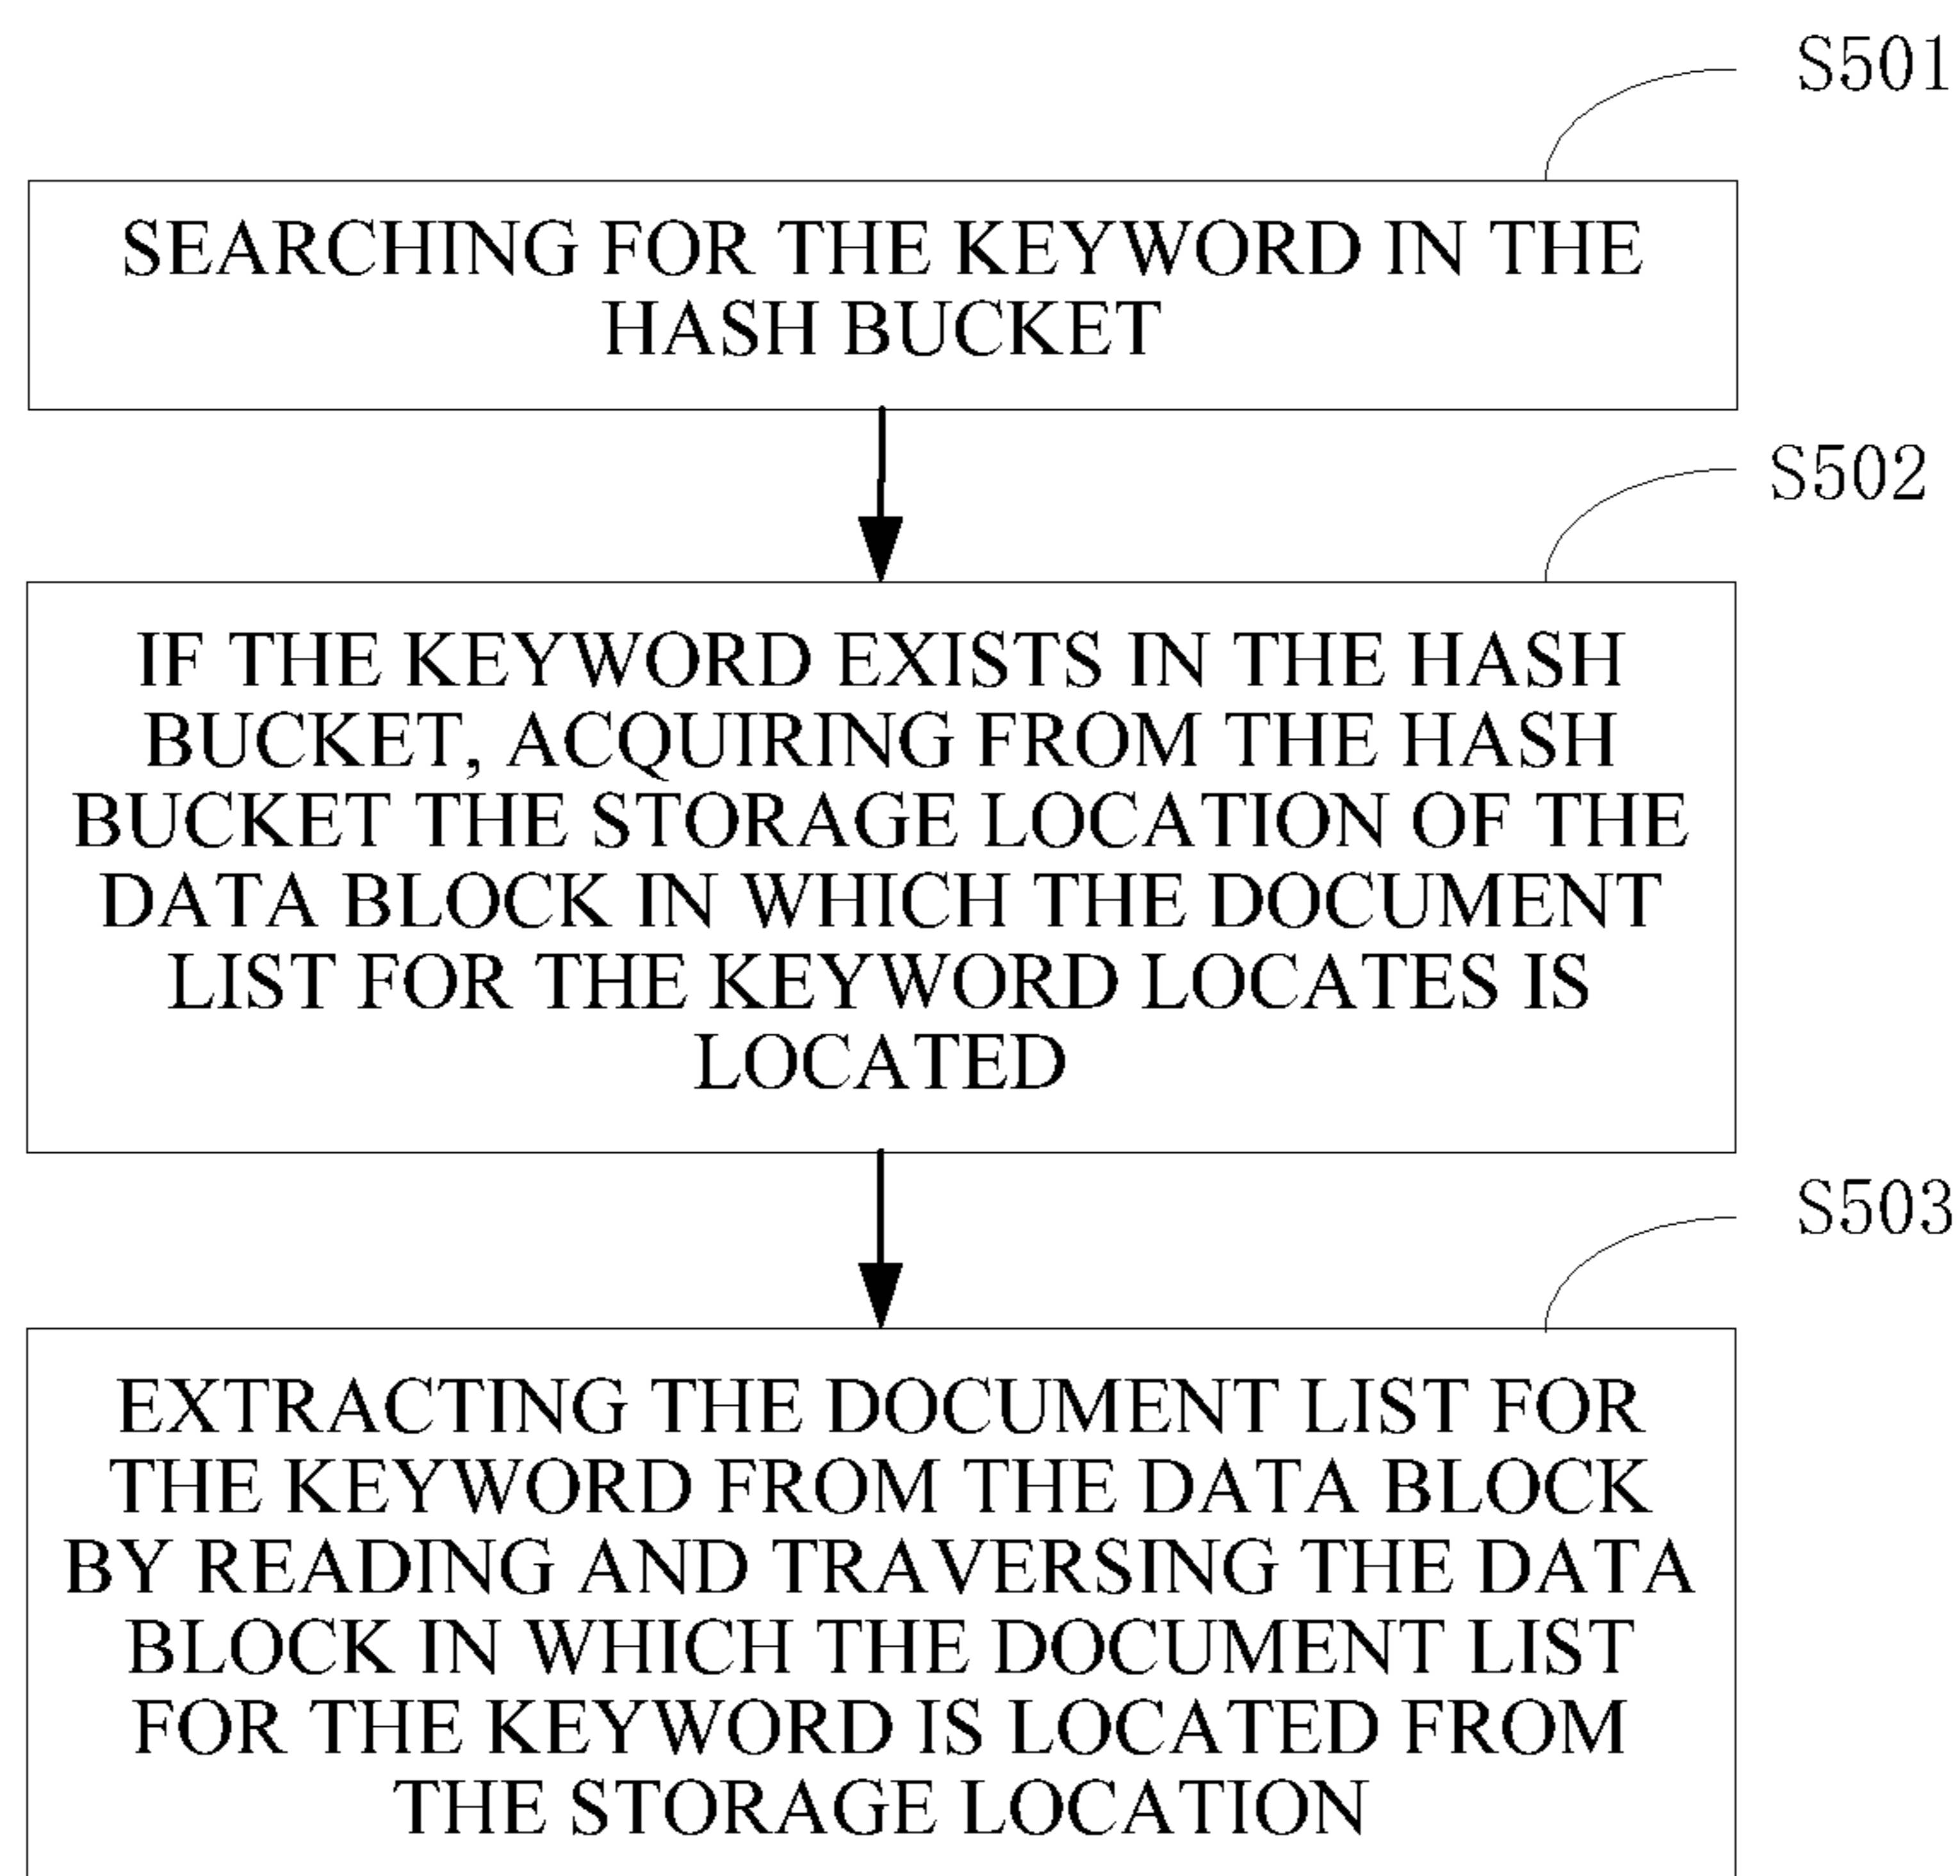 S501
SEARCHING FOR THE KEYWORD IN THE
HASH BUCKET
S502
IF THE KEYWORD EXISTS IN THE HASH
BUCKET, ACQUIRING FROM THE HASH
BUCKET THE STORAGE LOCATION OF THE
DATA BLOCK IN WHICH THE DOCUMENT
LIST FOR THE KEYWORD LOCATES IS
LOCATED
S503
EXTRACTING THE DOCUMENT LIST FOR
THE KEYWORD FROM THE DATA BLOCK
BY READING AND TRAVERSING THE DATA
BLOCK IN WHICH THE DOCUMENT LIST
FOR THE KEYWORD IS LOCATED FROM
THE STORAGE LOCATION